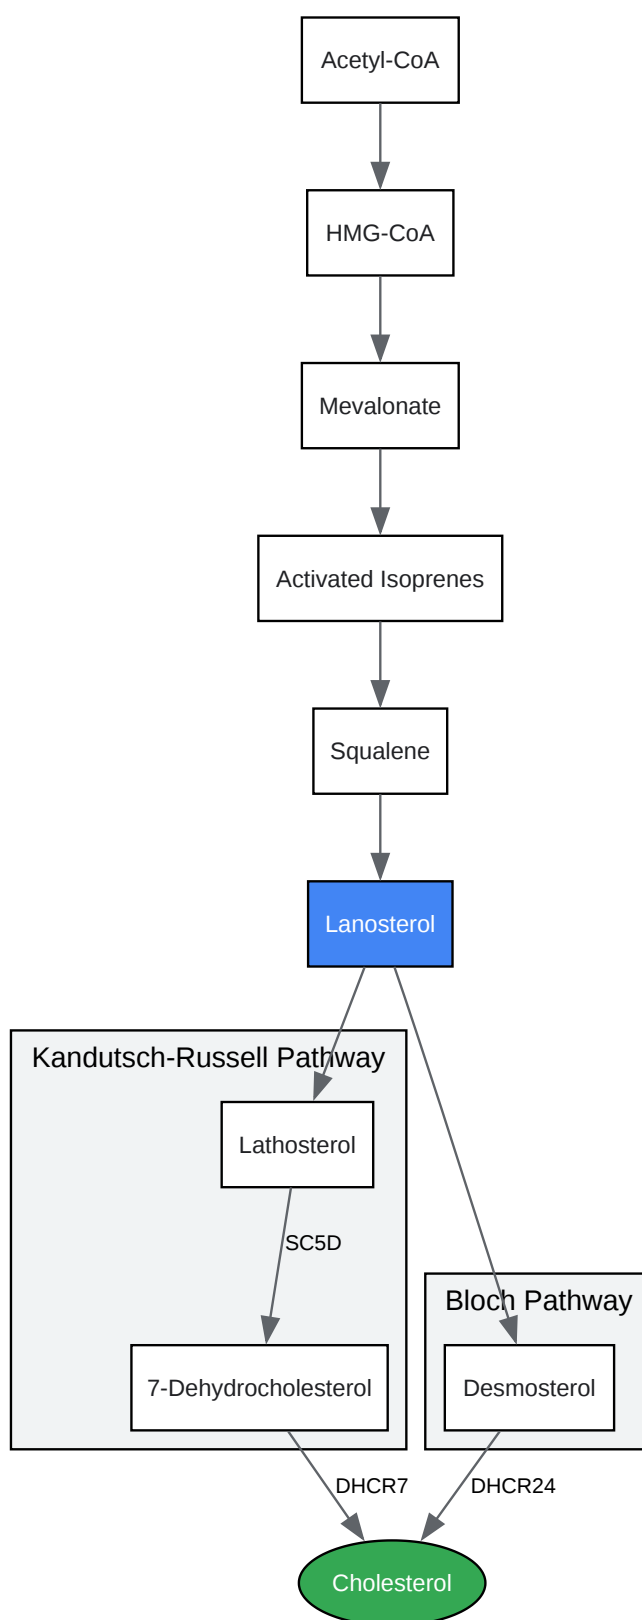 Acetyl-CoA
HMG-CoA
Mevalonate
Activated Isoprenes
Squalene
Lanosterol
Kandutsch-Russell Pathway
Lathosterol
SC5D
Bloch Pathway
7-Dehydrocholesterol
Desmosterol
DHCR7
DHCR24
Cholesterol